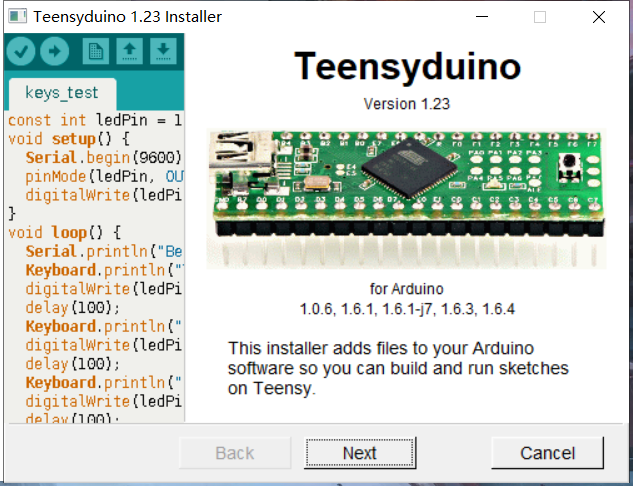 Teensyduino 1.23 Installer
keys_test
const int ledPin = 1
void setup() {
Serial.begin(9600)
pinMode(ledPin, OU
digitalWrite(ledPi
}
void loop() {
Serial.println("Be
Keyboard.println("
digitalWrite(ledPi
delay(100);
Keyboard.println("
digitalWrite(ledPi
delay(100);
Keyboard.println("
digitalWrite(ledPi
delay(100);
Teensyduino
Version 1.23
for Arduino
1.0.6, 1.6.1, 1.6.1-j7, 1.6.3, 1.6.4
This installer adds files to your Arduino
software so you can build and run sketches
on Teensy.
Back
Next
Cancel